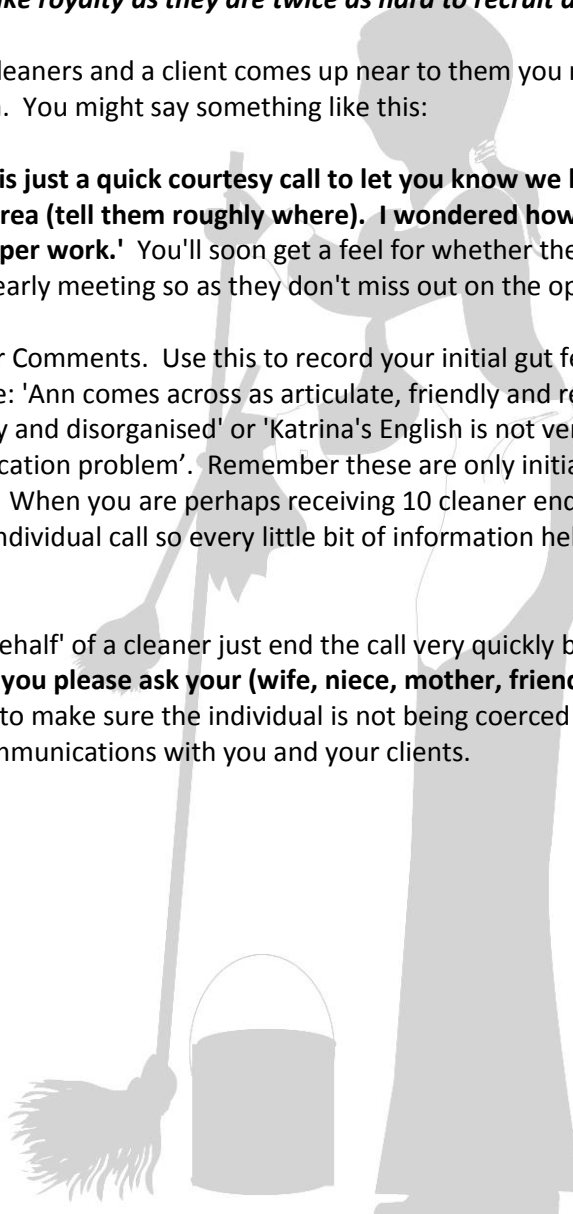 ike royalty as they are twice as hard to recruit a
leaners and a client comes up near to them you
. You might say something like this:
is just a quick courtesy call to let you know we
rea (tell them roughly where). I wondered how
per work.' You'll soon get a feel for whether the
early meeting so as they don't miss out on the op
r Comments. Use this to record your initial gut fe
e: 'Ann comes across as articulate, friendly and re
y and disorganised' or 'Katrina's English is not ver
cation problem’. Remember these are only initia
When you are perhaps receiving 10 cleaner enq
ndividual call so every little bit of information hel
ehalf' of a cleaner just end the call very quickly b
you please ask your (wife, niece, mother, friend
to make sure the individual is not being coerced
mmunications with you and your clients.